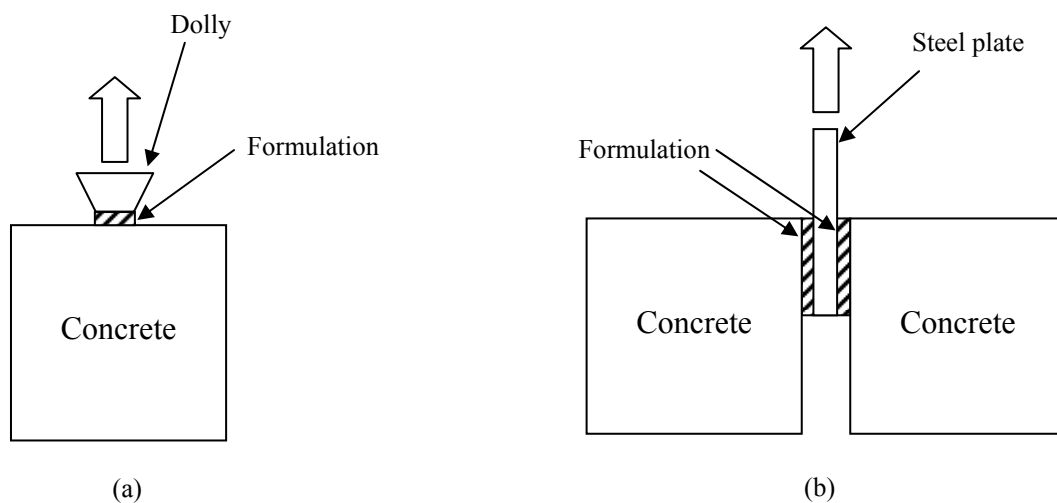 Dolly
Formulation
Concrete
(a)
Steel plate
Formulation
Concrete
Concrete
(b)